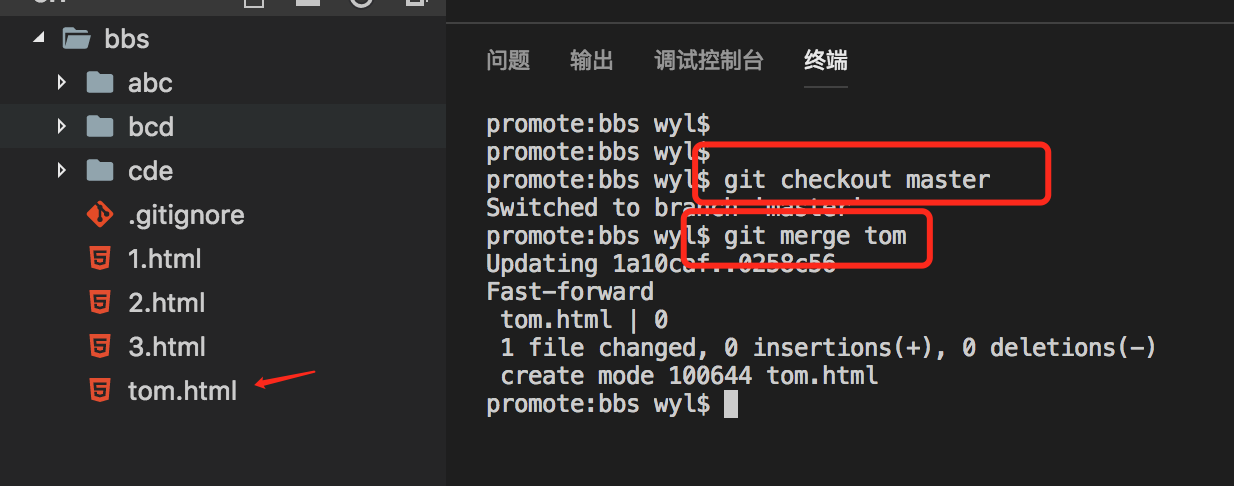 bbs
abc
bcd
cde
.gitignore
1.html
2.html
3.html
tom.html
问题 输出 调试控制台 终端
promote:bbs wyl$
promote:bbs wyl$
promote:bbs wyl$ git checkout master
Switched to branch 'master'
promote:bbs wyl$ git merge tom
Updating 1a10caf..0258c56
Fast-forward
tom.html | 0
1 file changed, 0 insertions(+), 0 deletions(-)
create mode 100644 tom.html
promote:bbs wyl$